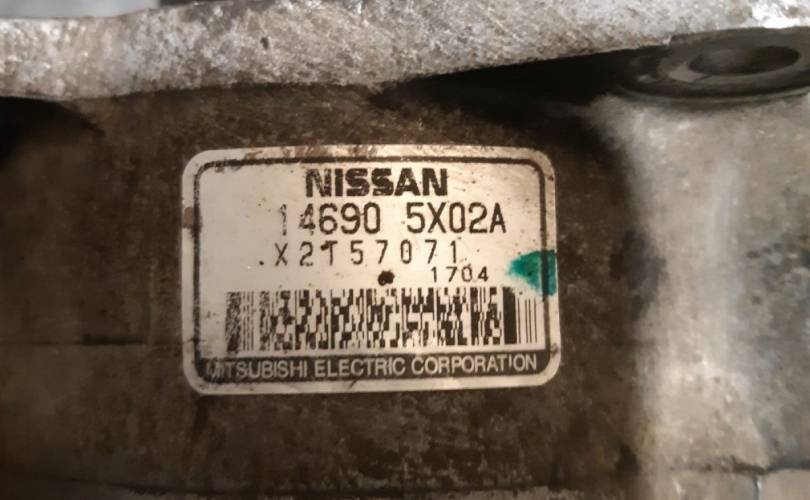 NISSAN
14690 5X02A
.X2T57071
1704
MITSUBISHI ELECTRIC CORPORATION